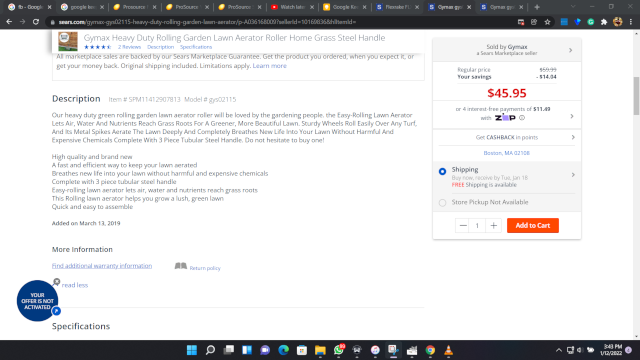 fb - Googl
google ke
Pronounce
ProSource
ProSource
Watch late
Google Ke
Flexsake F
Gymax gy
Gymax gy
sears.com/gymax-gys02115-heavy-duty-rolling-garden-lawn-aerator/p-A036168009?sellerId=10169836&fItemId=
Gymax Heavy Duty Rolling Garden Lawn Aerator Roller Home Grass Steel Handle
2 Reviews Description Specifications
All marketplace sales are backed by our Sears Marketplace Guarantee. Get the product you ordered, when you expect it, or
get your money back. Original shipping included. Limitations apply. Learn more
Description Item # SPM11412907813 Model # gys02115
Our heavy green rolling garden lawn aerator roller will be loved by the gardening people. the Easy-Rolling Lawn Aerator
Lets Air, Water And Nutrients Reach Grass Roots For A Greener, More Beautiful Lawn. Sturdy Wheels Roll Easily Over Any Turf,
And Its Metal Spikes Aerate The Lawn Deeply And Completely Breathes New Life Into Your Lawn Without Harmful And
Expensive Chemicals Complete With 3 Piece Tubular Steel Handle. Do not hesitate to buy one!
High quality and brand new
A fast and efficient way to keep your lawn aerated
Breathes new life into your lawn without harmful and expensive chemicals
Complete with 3 piece tubular steel handle
Easy-rolling lawn aerator lets air, water and nutrients reach grass roots
This Rolling lawn Aerator helps you grow a lush, green lawn
Quick and easy to assemble
Added on March 13, 2019
More Information
Find additional warranty information
Return policy
read less
YOUR
OFFER IS NOT
ACTIVATED
Specifications
Sold by Gymax
a Sears Marketplace seller
Regular price $59.99
Your savings - $14.04
$45.95
or 4 interest-free payments of $11.49
with
Get CASHBACK in points
Boston, MA 02108
Shipping
Buy now, receive by Tue, Jan 18
FREE Shipping is available
Store Pickup Not Available
1
Add to Cart
3:43 PM
1/12/2022